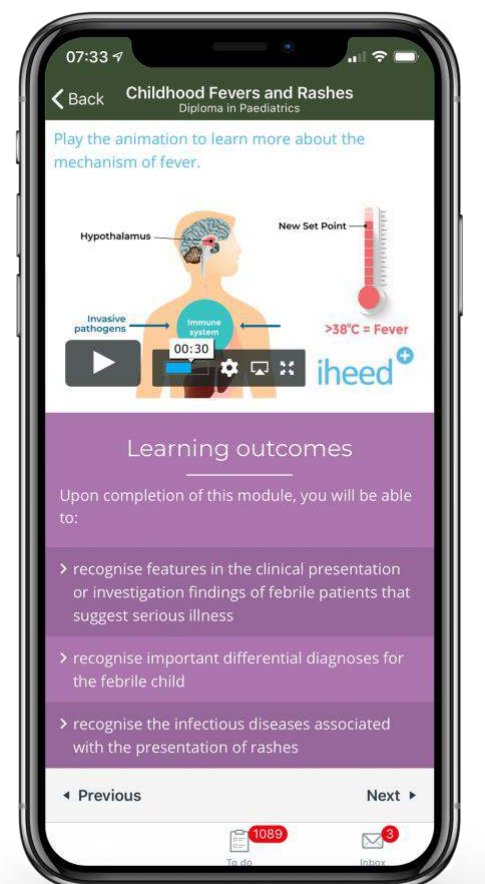 07:33
Back
Childhood Fevers and Rashes
Diploma in Paediatrics
Play the animation to learn more about the
mechanism of fever.
Hypothalamus
New Set Point
Invasive
pathogens
Immune
system
>38°C = Fever
00:30
iheed
Learning outcomes
Upon completion of this module, you will be able
to:
recognise features in the clinical presentation
or investigation findings of febrile patients that
suggest serious illness
recognise important differential diagnoses for
the febrile child
recognise the infectious diseases associated
with the presentation of rashes
Previous
Next
1089
3
To do
Inbox